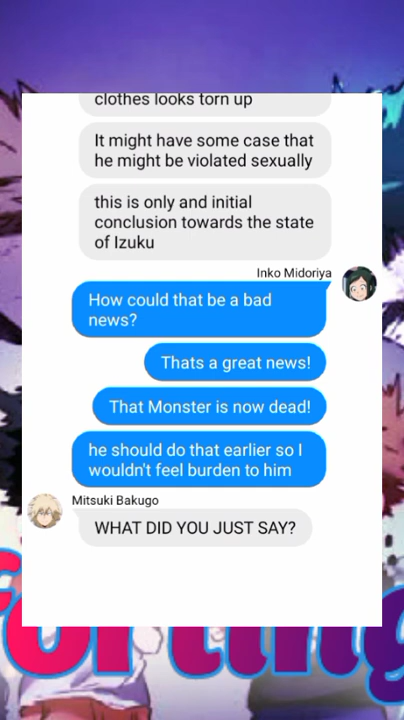 clothes looks torn up
It might have some case that
he might be violated sexually
this is only and initial
conclusion towards the state
of Izuku
Inko Midoriya
How could that be a bad
news?
Thats a great news!
That Monster is now dead!
he should do that earlier so I
wouldn't feel burden to him
Mitsuki Bakugo
WHAT DID YOU JUST SAY?